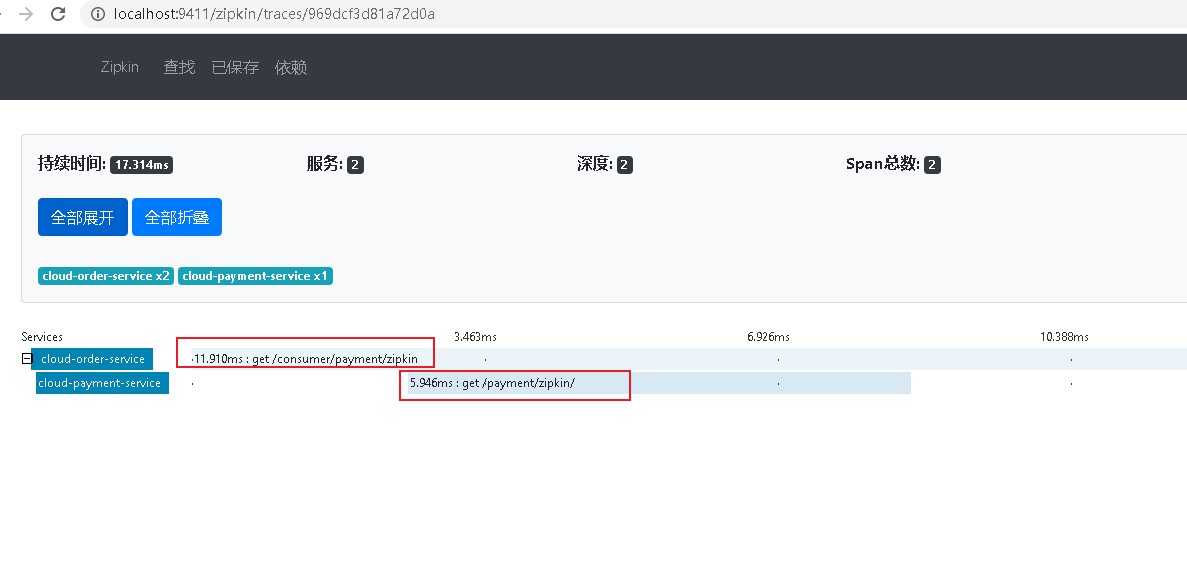 localhost:9411/zipkin/traces/969dcf3d81a72d0a
Zipkin 查找 已保存 依赖
持续时间: 17.314ms 服务: 2 深度: 2 Span总数: 2
全部展开 全部折叠
cloud-order-service x2 cloud-payment-service x1
Services 3.463ms 6.926ms 10.388ms
cloud-order-service 11.910ms : get /consumer/payment/zipkin
cloud-payment-service 5.946ms : get /payment/zipkin/